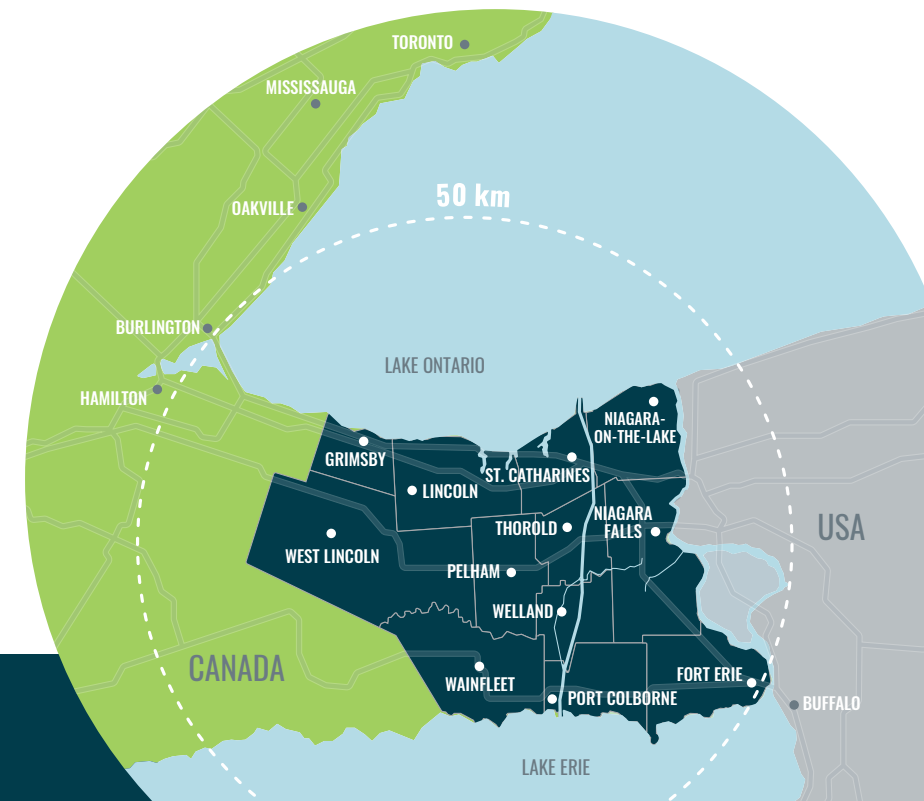 TORONTO
MISSISSAUGA
50 km
OAKVILLE
BURLINGTON
LAKE ONTARIO
HAMILTON
NIAGARA-
ON-THE-LAKE
GRIMSBY
ST. CATHARINES
LINCOLN
NIAGARA
FALLS
THOROLD
USA
WEST LINCOLN
PELHAM
WELLAND
CANADA
FORT ERIE
WAINFLEET
PORT COLBORNE
BUFFALO
LAKE ERIE